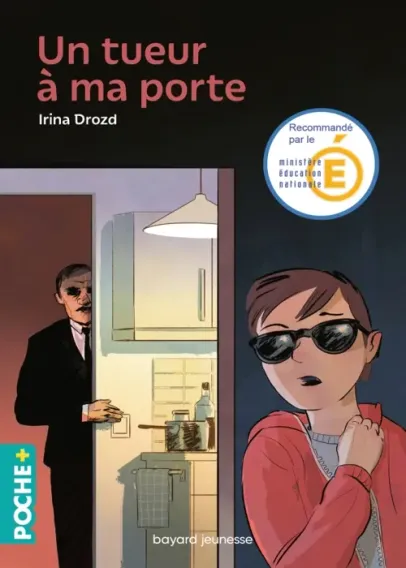 Un tueur
à ma porte
Irina Drozd
Recommandé
par le
ministère
éducation
nationale
É
POCHE+
bayard jeunesse